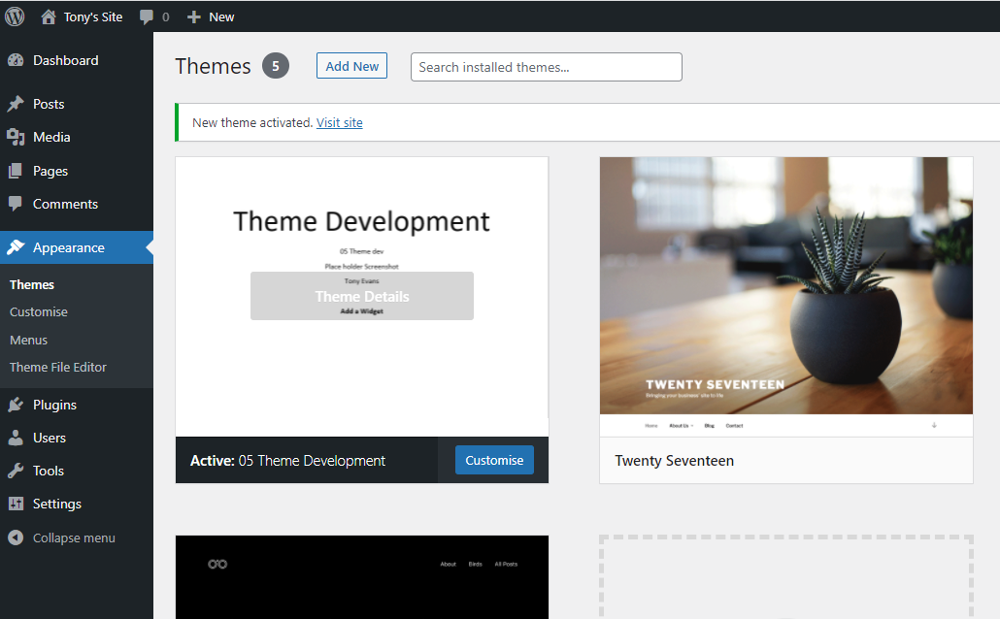 Tony's Site 0 New
Dashboard
Posts
Media
Pages
Comments
Appearance
Themes
Customise
Menus
Theme File Editor
Plugins
Users
Tools
Settings
Collapse menu
Themes 5 Add New Search installed themes...
New theme activated. Visit site
Theme Development
05 Theme dev
Place holder Screenshot
Tony Evans
Theme Details
Add a Widget
Active: 05 Theme Development Customise
TWENTY SEVENTEEN
Bringing your business' site to life
Home About Us Blog Contact
Twenty Seventeen
About Birds All Posts